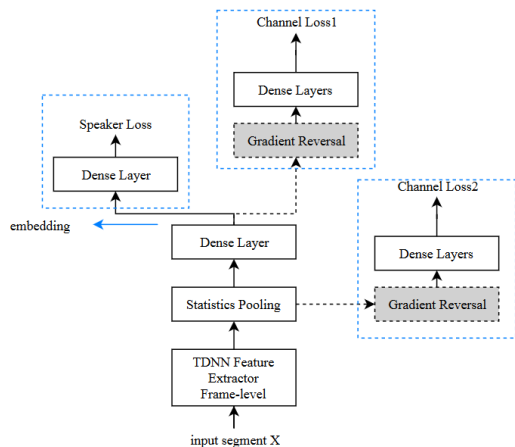 Channel Loss1
Dense Layers
Gradient Reversal
Speaker Loss
Dense Layer
embedding
Dense Layer
Channel Loss2
Dense Layers
Gradient Reversal
Statistics Pooling
TDNN Feature
Extractor
Frame-level
input segment X